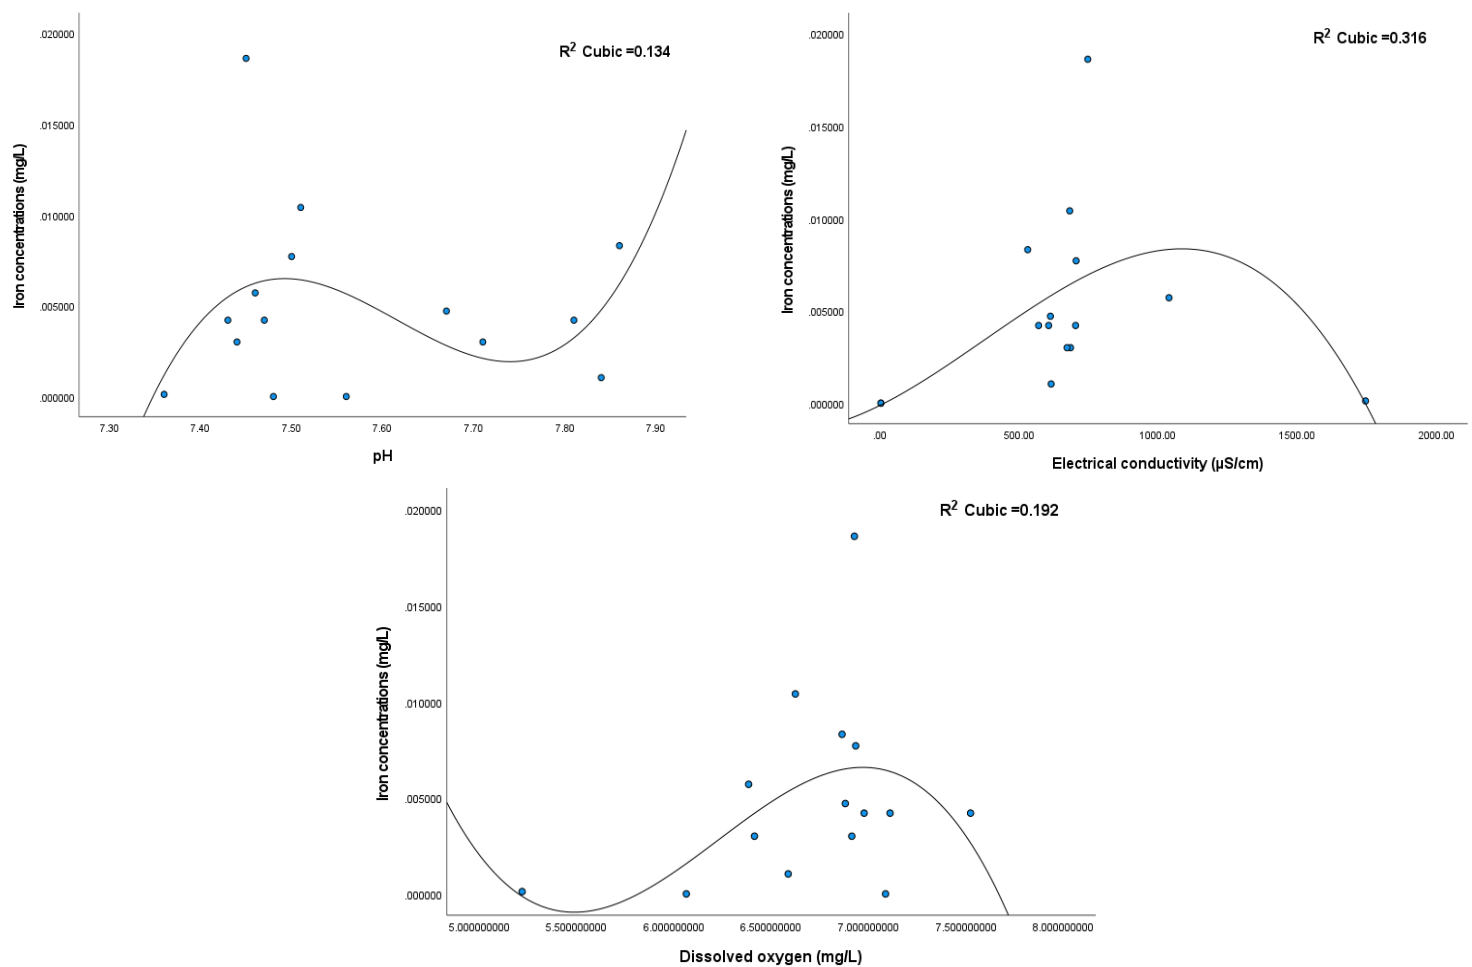 .020000
R² Cubic =0.134
.015000
.010000
.005000
.000000
Iron concentrations (mg/L)
7.30 7.40 7.50 7.60 7.70 7.80 7.90
pH
.020000
R² Cubic =0.316
.015000
.010000
.005000
.000000
Iron concentrations (mg/L)
.00 500.00 1000.00 1500.00 2000.00
Electrical conductivity (µS/cm)
.020000
R² Cubic =0.192
.015000
.010000
.005000
.000000
Iron concentrations (mg/L)
5.000000000 5.500000000 6.000000000 6.500000000 7.000000000 7.500000000 8.000000000
Dissolved oxygen (mg/L)